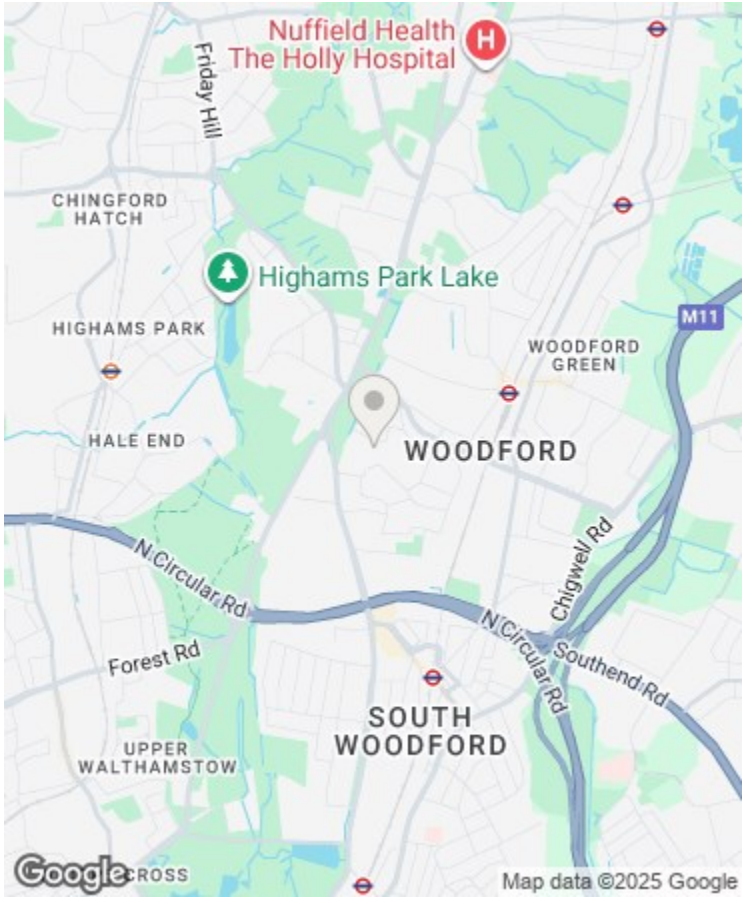 Nuffield Health
The Holly Hospital
H
Friday Hill
CHINGFORD
HATCH
Highams Park Lake
HIGHAMS PARK
M11
WOODFORD
GREEN
HALE END
WOODFORD
Chigwell Rd
N Circular Rd
N Circular Rd
Southend Rd
Forest Rd
SOUTH
WOODFORD
UPPER
WALTHAMSTOW
Google
CROSS
Map data ©2025 Google